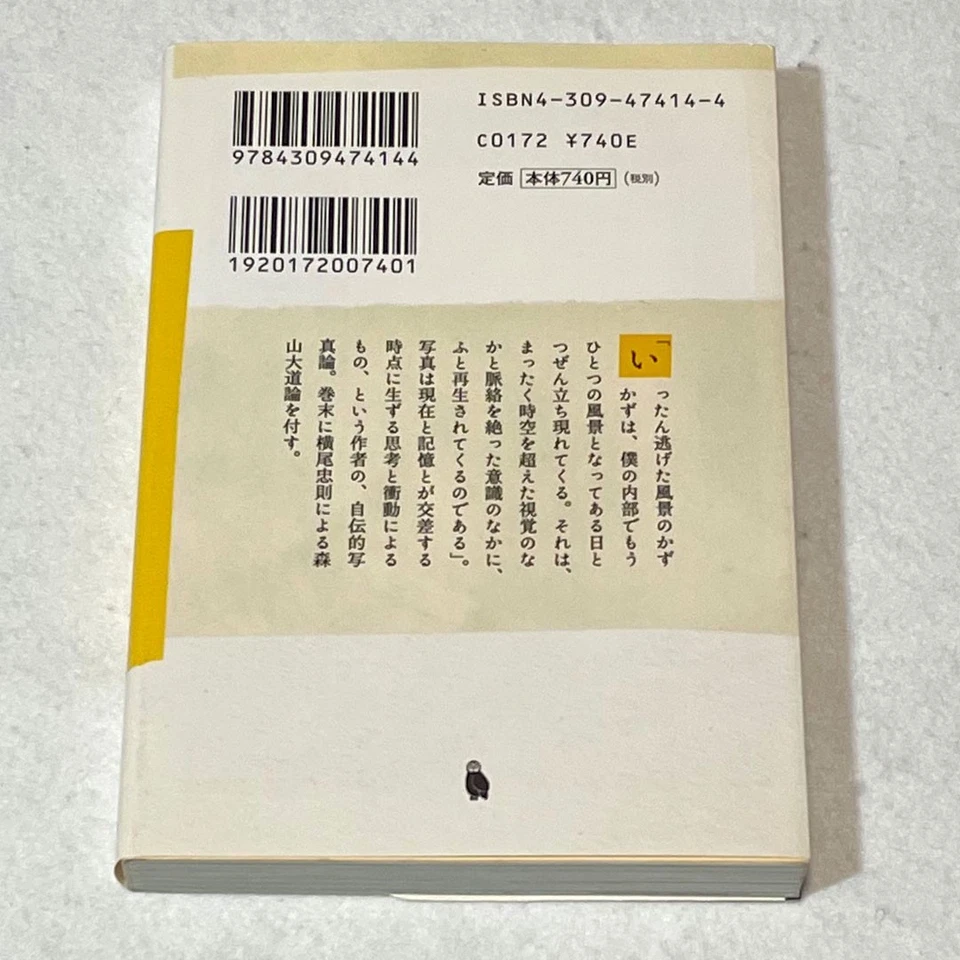 9784309474144
1920172007401
ISBN4-309-47414-4
C0172 ¥740E
定価 本体740円 (税別)
「いったん逃げた風景のかず
かずは、僕の内部でもう
ひとつの風景となってある日と
つぜん立ち現れてくる。それは、
まったく時空を超えた視覚のな
かと脈絡を絶った意識のなかに、
ふと再生されてくるのである」。
写真は現在と記憶とが交差する
時点に生ずる思考と衝動による
もの、という作者の、自伝的写
真論。巻末に横尾忠則による森
山大道論を付す。